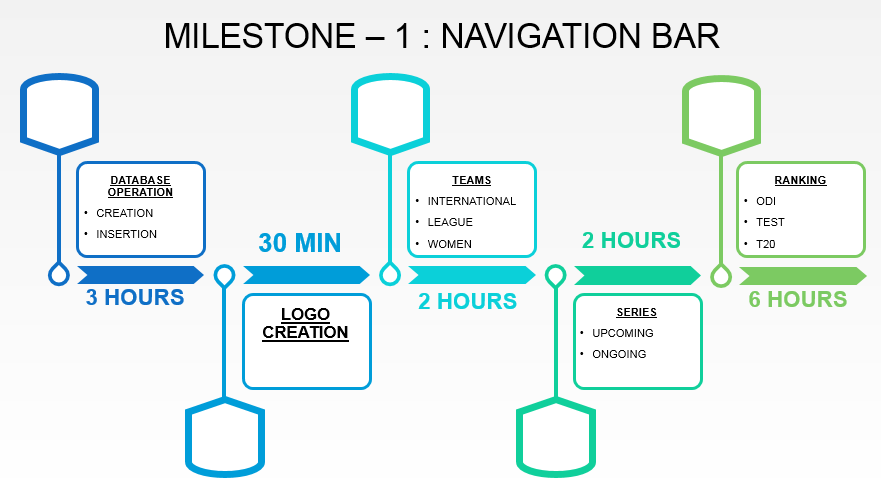 MILESTONE – 1 : NAVIGATION BAR
DATABASE
OPERATION
• CREATION
• INSERTION
3 HOURS
30 MIN
LOGO
CREATION
TEAMS
• INTERNATIONAL
• LEAGUE
• WOMEN
2 HOURS
2 HOURS
SERIES
• UPCOMING
• ONGOING
RANKING
• ODI
• TEST
• T20
6 HOURS